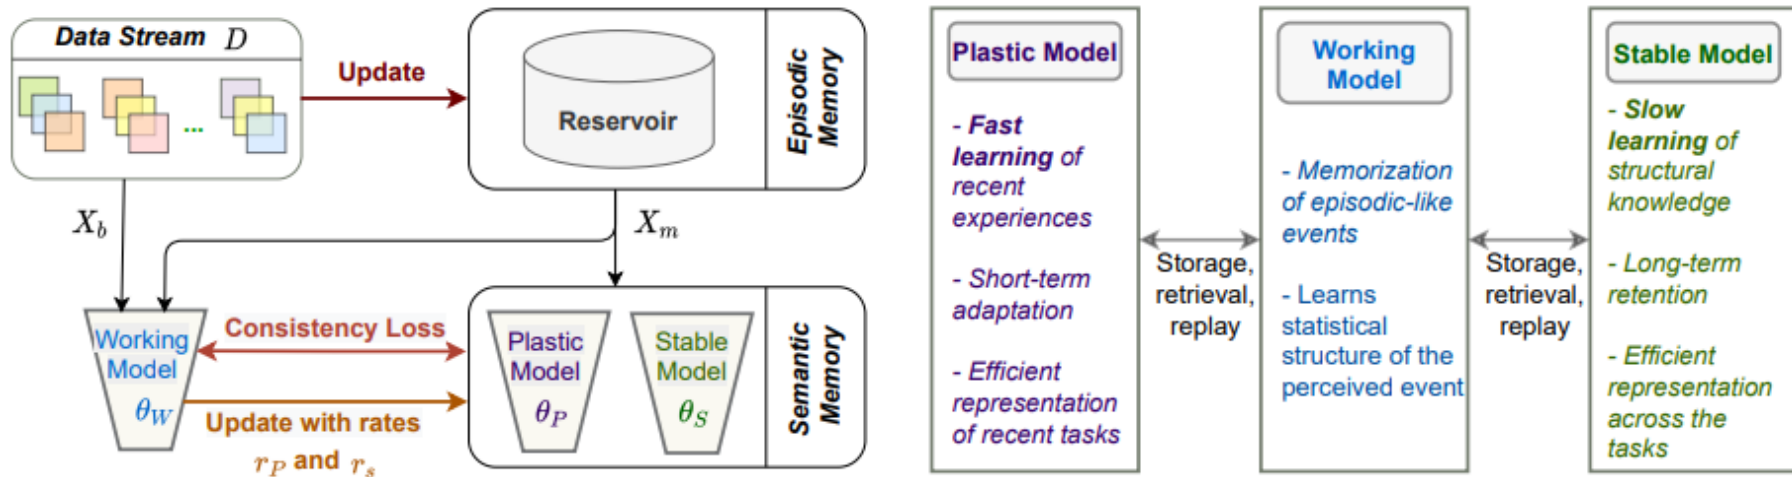 Data Stream D
...
Update
Reservoir
Episodic
Memory
X_b
X_m
Working
Model
θ_W
Consistency Loss
Update with rates
r_P and r_s
Plastic
Model
θ_P
Stable
Model
θ_S
Semantic
Memory
Plastic Model
- Fast
learning of
recent
experiences
- Short-term
adaptation
- Efficient
representation
of recent tasks
Storage,
retrieval,
replay
Working
Model
- Memorization
of episodic-like
events
- Learns
statistical
structure of the
perceived event
Storage,
retrieval,
replay
Stable Model
- Slow
learning of
structural
knowledge
- Long-term
retention
- Efficient
representation
across the
tasks